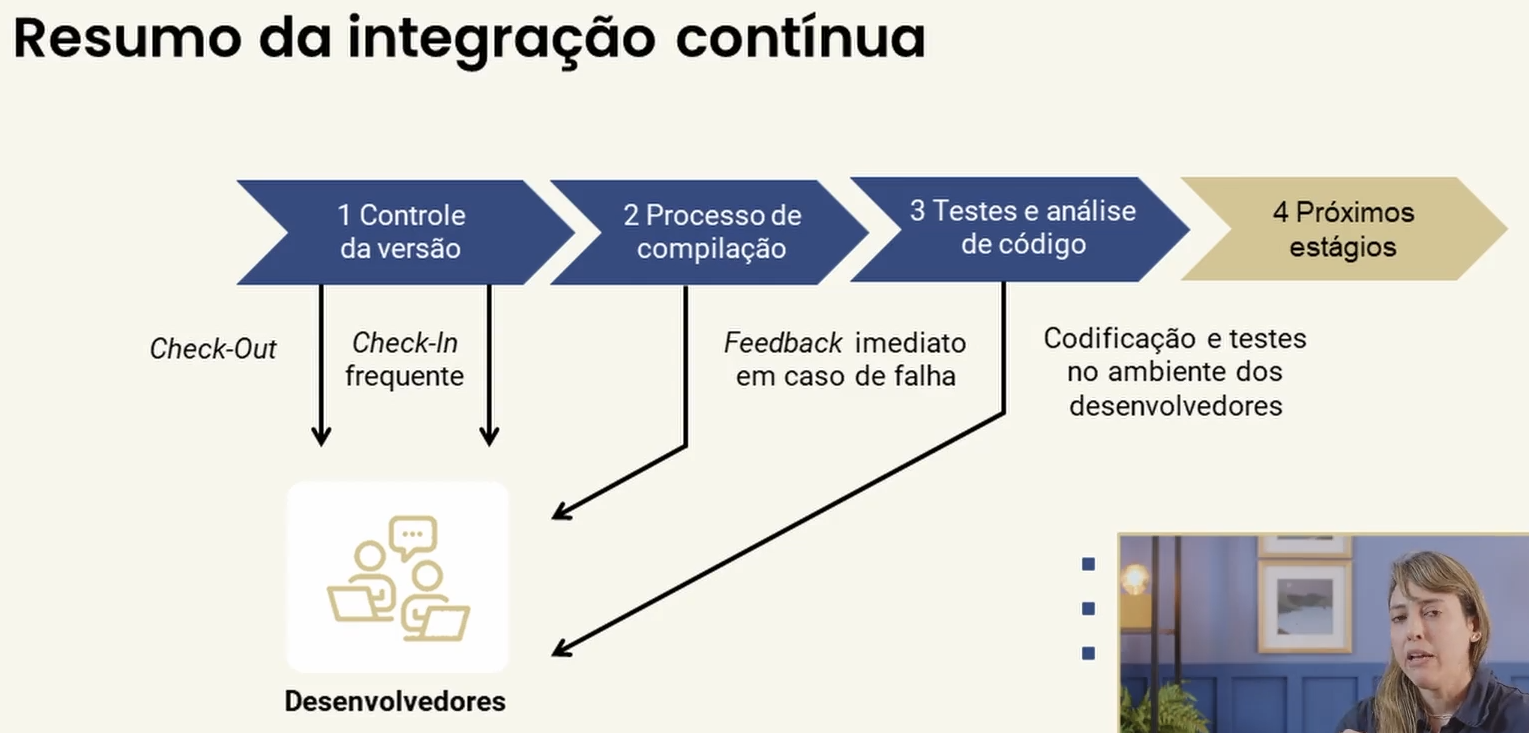 Resumo da integração contínua
1 Controle
da versão
2 Processo de
compilação
3 Testes e análise
de código
4 Próximos
estágios
Check-Out
Check-In
frequente
Feedback imediato
em caso de falha
Codificação e testes
no ambiente dos
desenvolvedores
Desenvolvedores